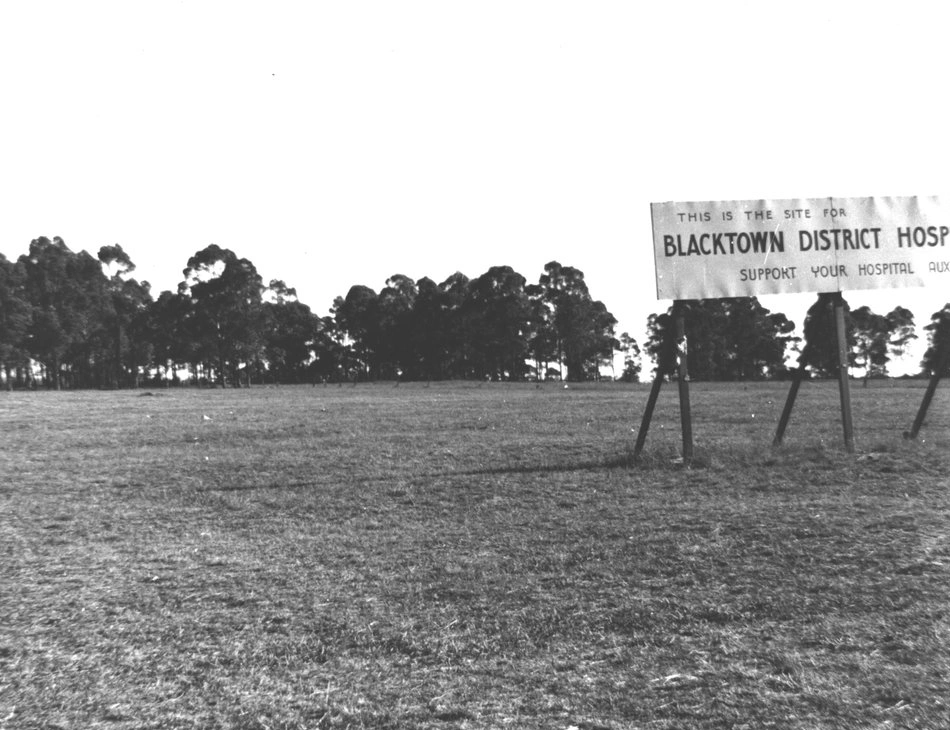 THIS IS THE SITE FOR
BLACKTOWN DISTRICT HOSP
SUPPORT YOUR HOSPITAL AUX